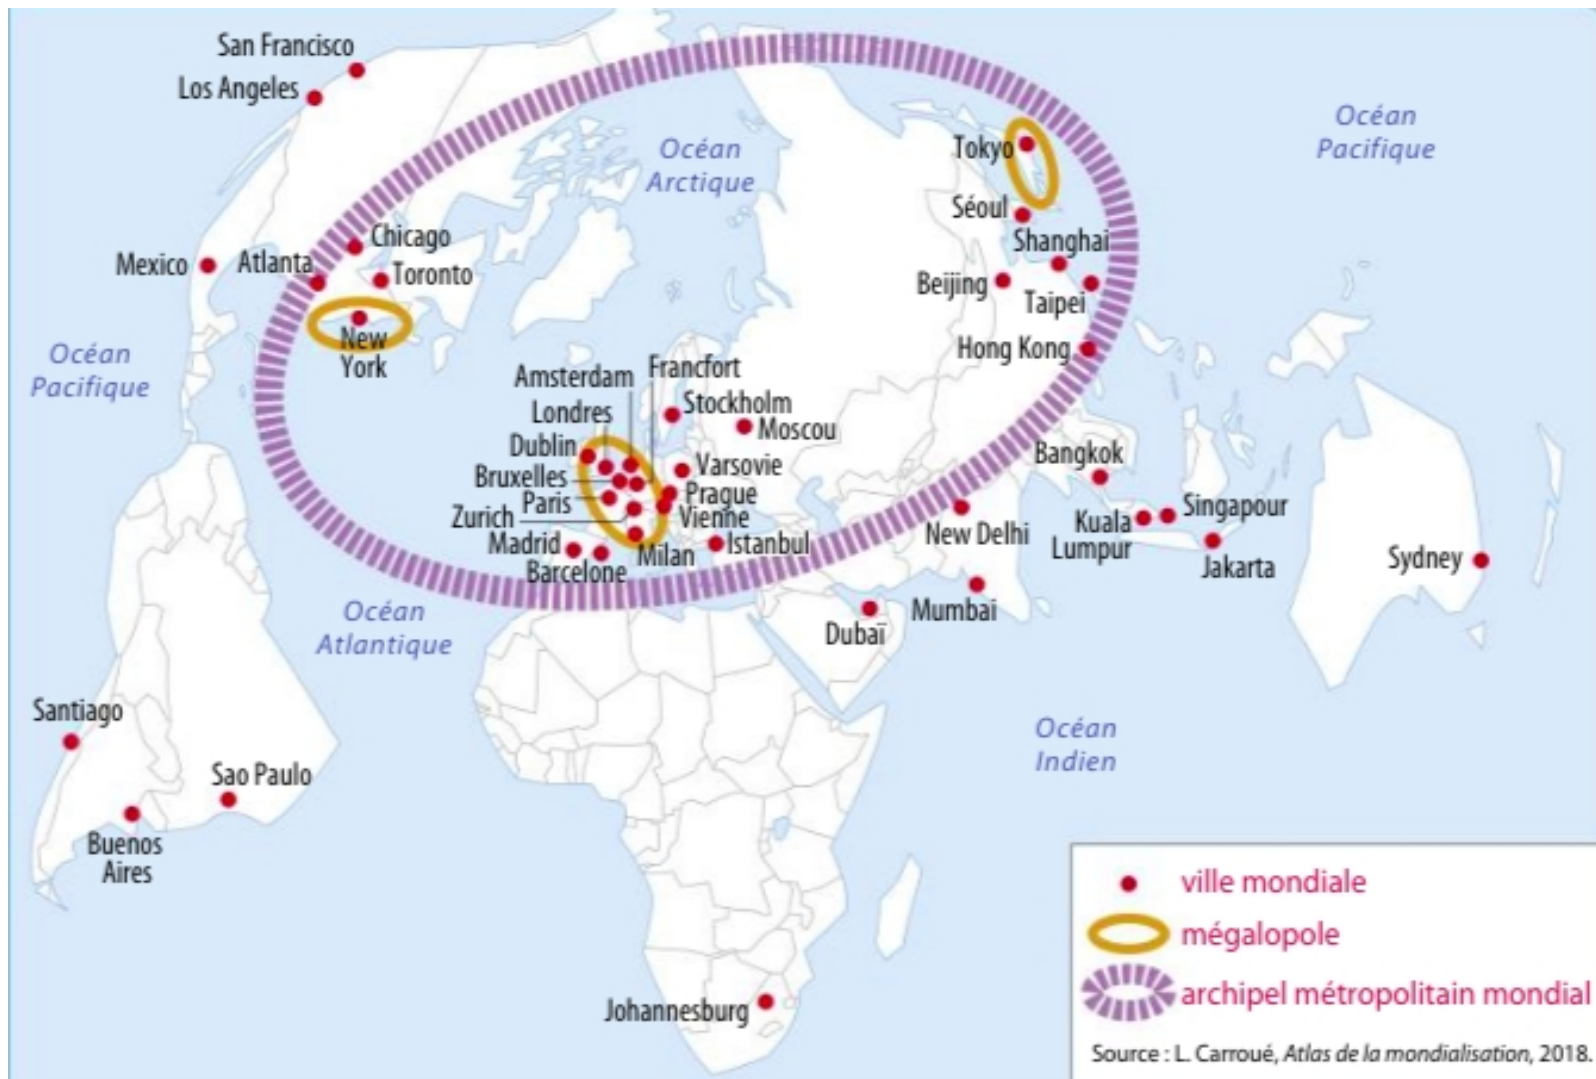 San Francisco
Los Angeles
Océan
Pacifique
Océan
Arctique
Tokyo
Séoul
Shanghai
Chicago
Mexico
Atlanta
Toronto
Beijing
Taipei
New
York
Océan
Pacifique
Hong Kong
Francfort
Amsterdam
Stockholm
Londres
Moscou
Dublin
Bruxelles
Varsovie
Paris
Prague
Zurich
Vienne
Madrid
Milan
Istanbul
Barcelone
Bangkok
New Delhi
Kuala
Lumpur
Singapour
Jakarta
Sydney
Mumbai
Dubaï
Océan
Atlantique
Santiago
Océan
Indien
Sao Paulo
Buenos
Aires
Johannesburg
ville mondiale
mégalopole
archipel métropolitain mondial
Source : L. Carroué, Atlas de la mondialisation, 2018.